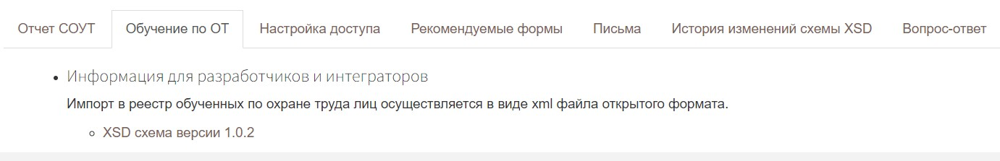 Отчет СОУТ Обучение по ОТ Настройка доступа Рекомендуемые формы Письма История изменений схемы XSD Вопрос-ответ
Информация для разработчиков и интеграторов
Импорт в реестр обученных по охране труда лиц осуществляется в виде xml файла открытого формата.
XSD схема версии 1.0.2